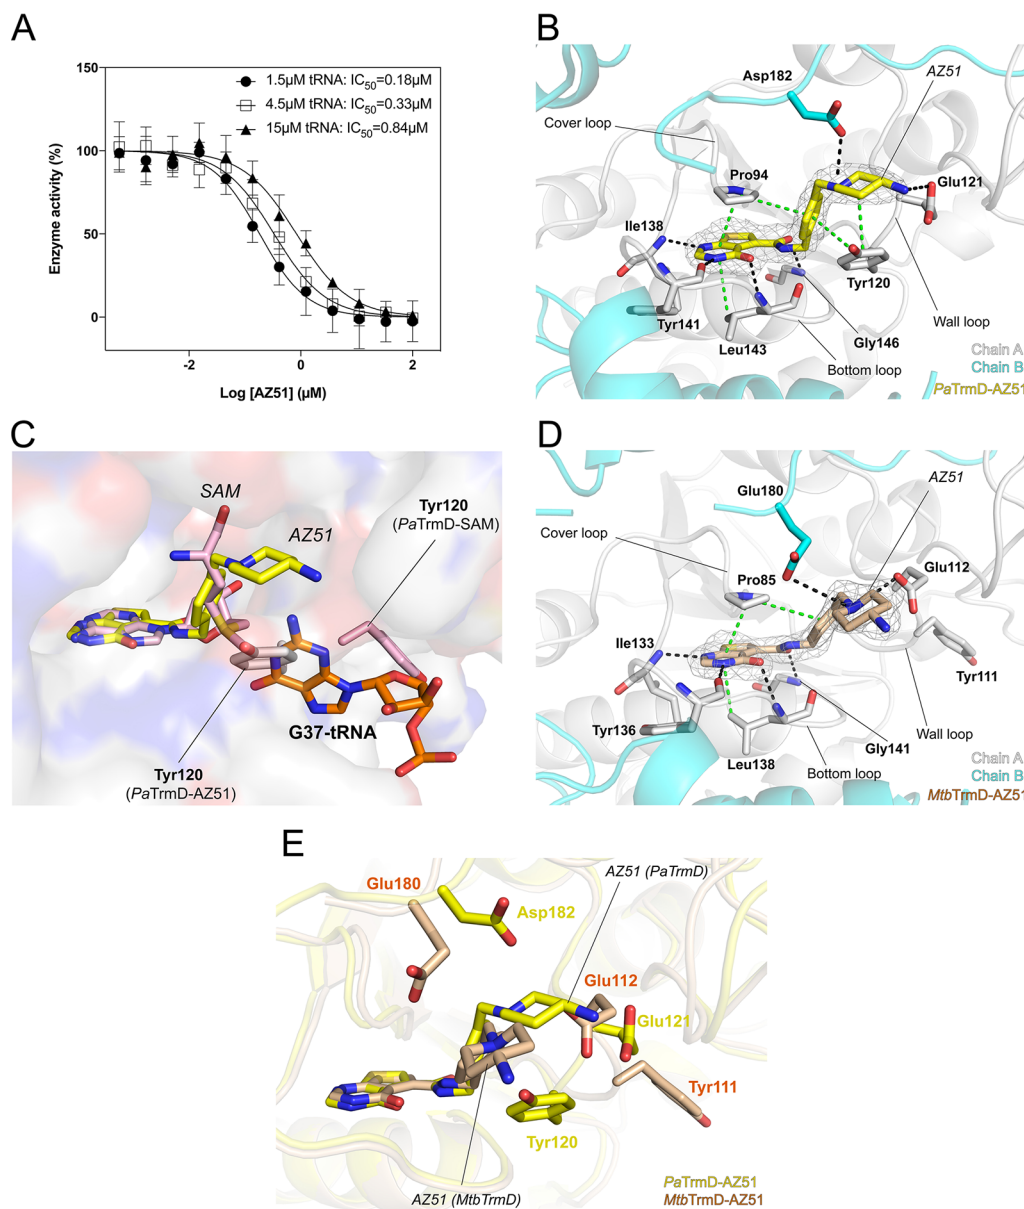 A
150
100
50
0
-2
0
2
Enzyme activity (%)
Log [AZ51] (µM)
1.5µM tRNA: IC50=0.18µM
4.5µM tRNA: IC50=0.33µM
15µM tRNA: IC50=0.84µM
B
Asp182
AZ51
Cover loop
Pro94
Glu121
Ile138
Tyr120
Tyr141
Wall loop
Leu143
Gly146
Bottom loop
Chain A
Chain B
PaTrmD-AZ51
C
SAM
AZ51
Tyr120
(PaTrmD-SAM)
G37-tRNA
Tyr120
(PaTrmD-AZ51)
D
Glu180
AZ51
Cover loop
Pro85
Glu112
Ile133
Tyr111
Tyr136
Gly141
Wall loop
Leu138
Bottom loop
Chain A
Chain B
MtbTrmD-AZ51
E
AZ51 (PaTrmD)
Glu180
Asp182
Glu112
Glu121
Tyr111
Tyr120
AZ51 (MtbTrmD)
PaTrmD-AZ51
MtbTrmD-AZ51